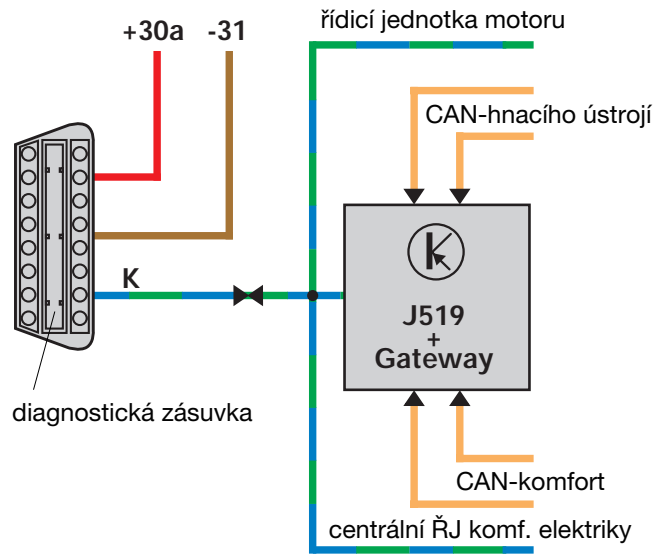 řídicí jednotka motoru
+30a -31
CAN-hnacího ústrojí
K
J519
+
Gateway
diagnostická zásuvka
CAN-komfort
centrální ŘJ komf. elektriky